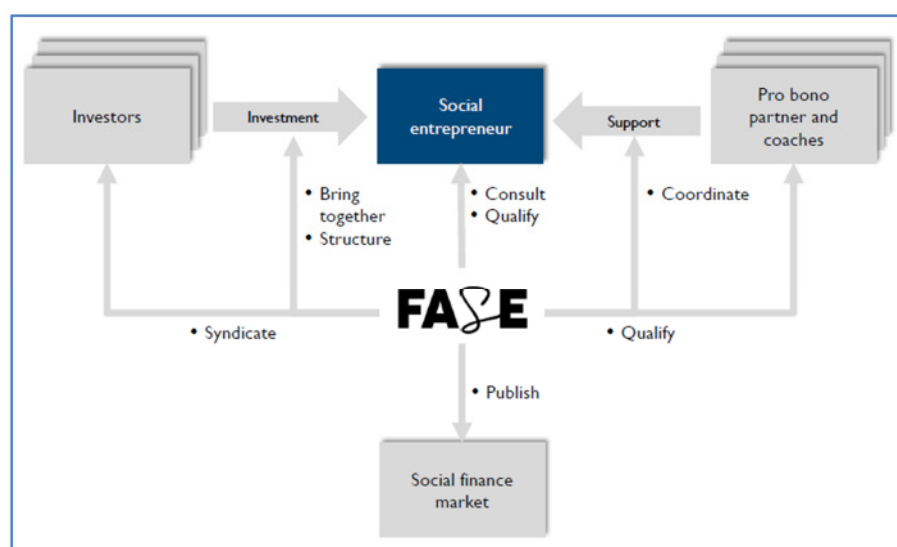 Investors
Investment
Social
entrepreneur
Support
Pro bono
partner and
coaches
• Bring
together
• Structure
• Consult
• Qualify
• Coordinate
FASE
• Syndicate
• Qualify
• Publish
Social finance
market